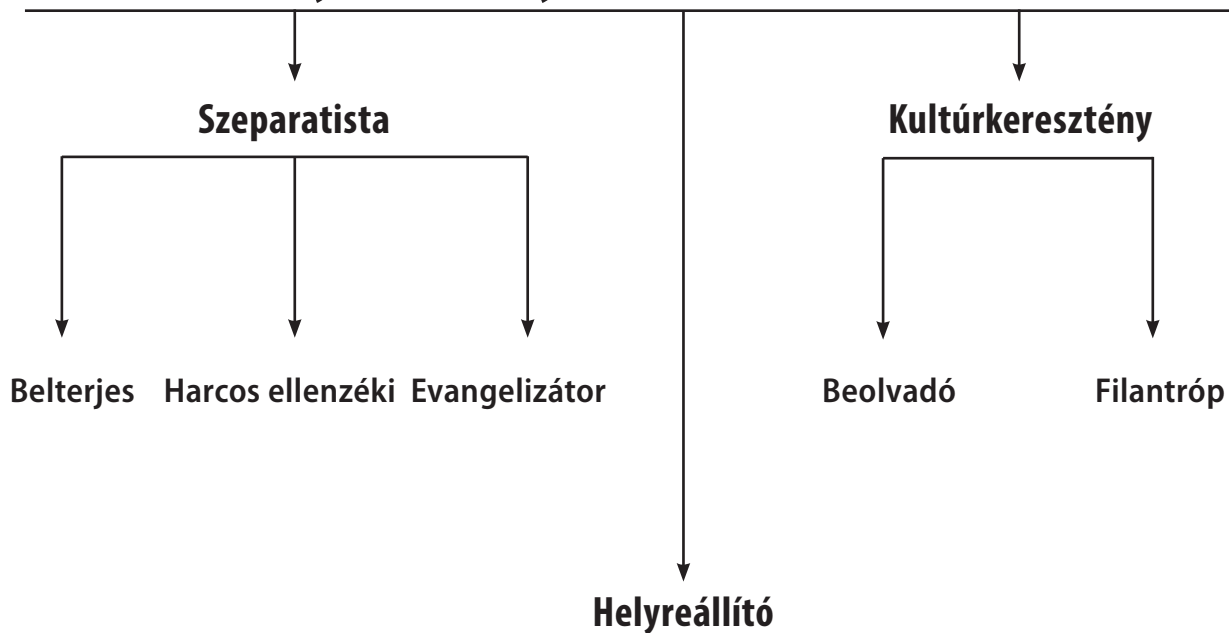 Szeparatista Kultúrkeresztény
Belterjes Harcos ellenzéki Evangelizátor Beolvadó Filantróp
Helyreállító